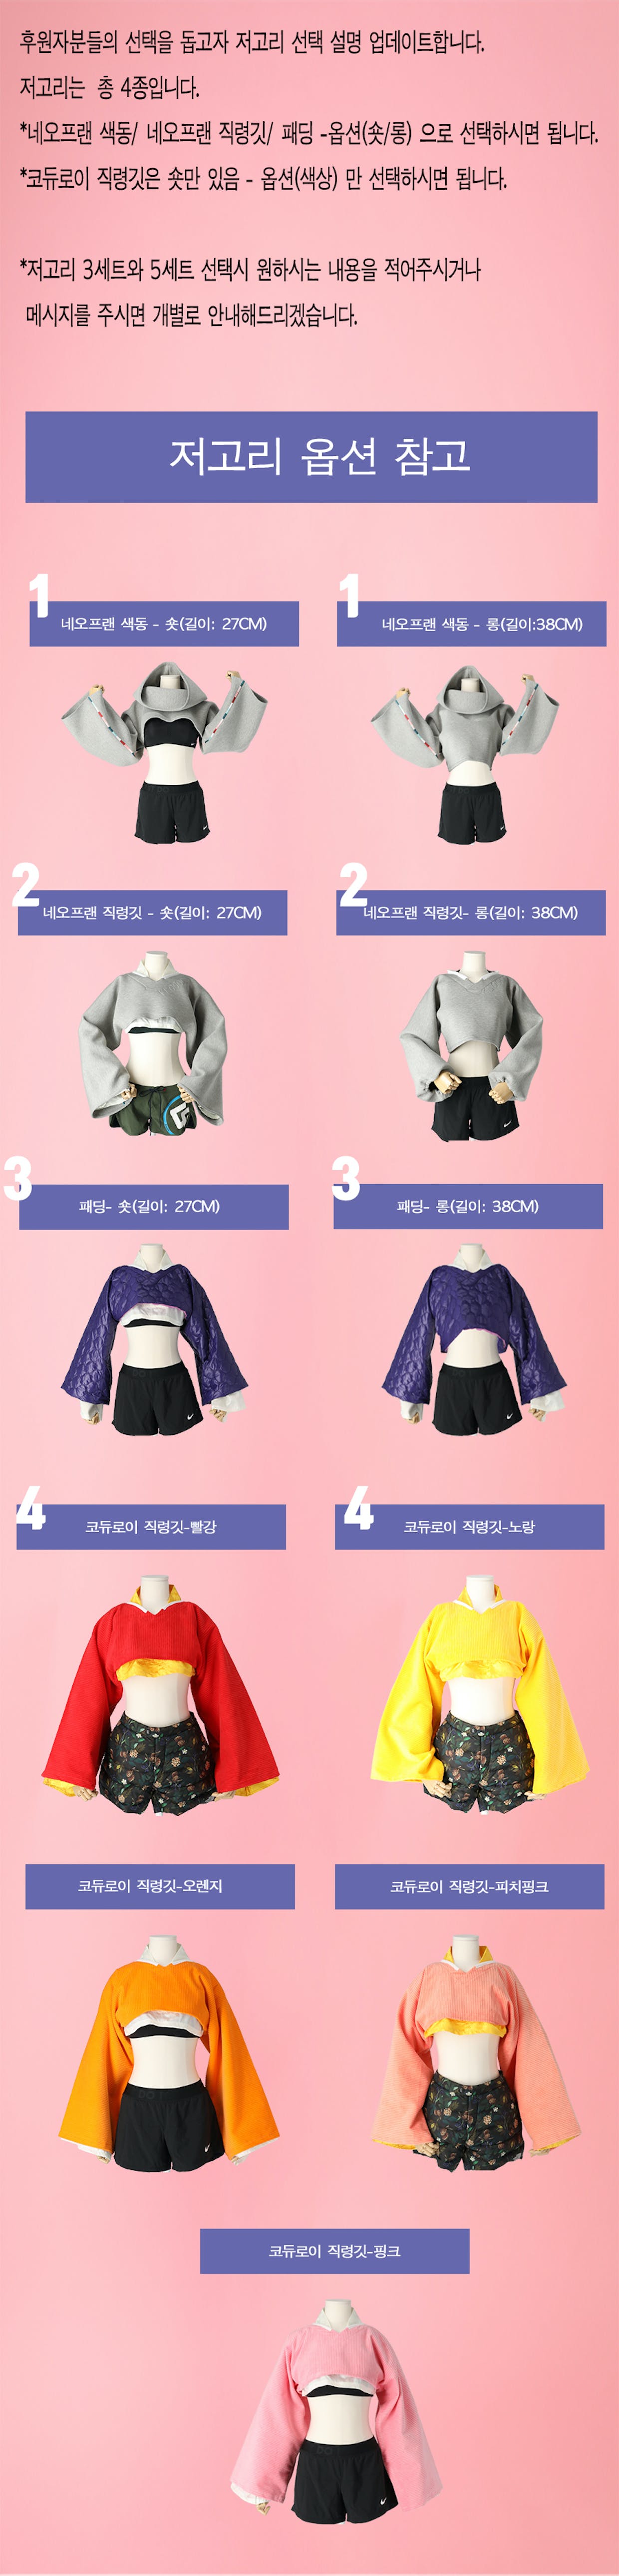 후원자분들의 선택을 돕고자 저고리 선택 설명 업데이트합니다.
저고리는 총 4종입니다.
*네오프랜 색동/ 네오프랜 직령깃/ 패딩 -옵션(숏/롱) 으로 선택하시면 됩니다.
*코듀로이 직령깃은 숏만 있음 - 옵션(색상) 만 선택하시면 됩니다.
*저고리 3세트와 5세트 선택시 원하시는 내용을 적어주시거나
메시지를 주시면 개별로 안내해드리겠습니다.
저고리 옵션 참고
1
네오프랜 색동 - 숏(길이: 27CM)
1
네오프랜 색동 - 롱(길이:38CM)
2
네오프랜 직령깃 - 숏(길이: 27CM)
2
네오프랜 직령깃- 롱(길이: 38CM)
3
패딩- 숏(길이: 27CM)
3
패딩- 롱(길이: 38CM)
4
코듀로이 직령깃-빨강
4
코듀로이 직령깃-노랑
코듀로이 직령깃-오렌지
코듀로이 직령깃-피치핑크
코듀로이 직령깃-핑크